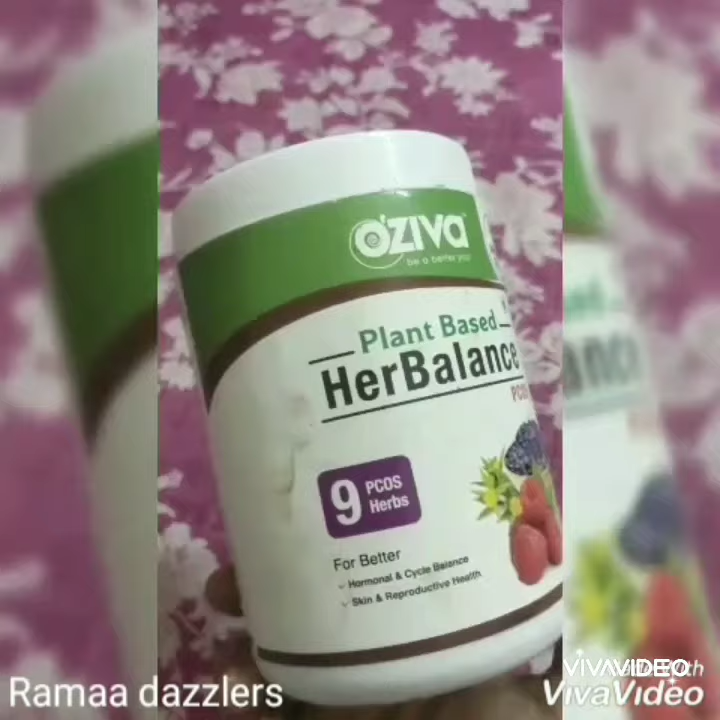 O'ZIVA
be a better you
Plant Based
HerBalance
PCOS
9 PCOS
Herbs
For Better
Hormonal & Cycle Balance
Skin & Reproductive Health
Ramaa dazzlers
VIVAVIDEO
VivaVideo